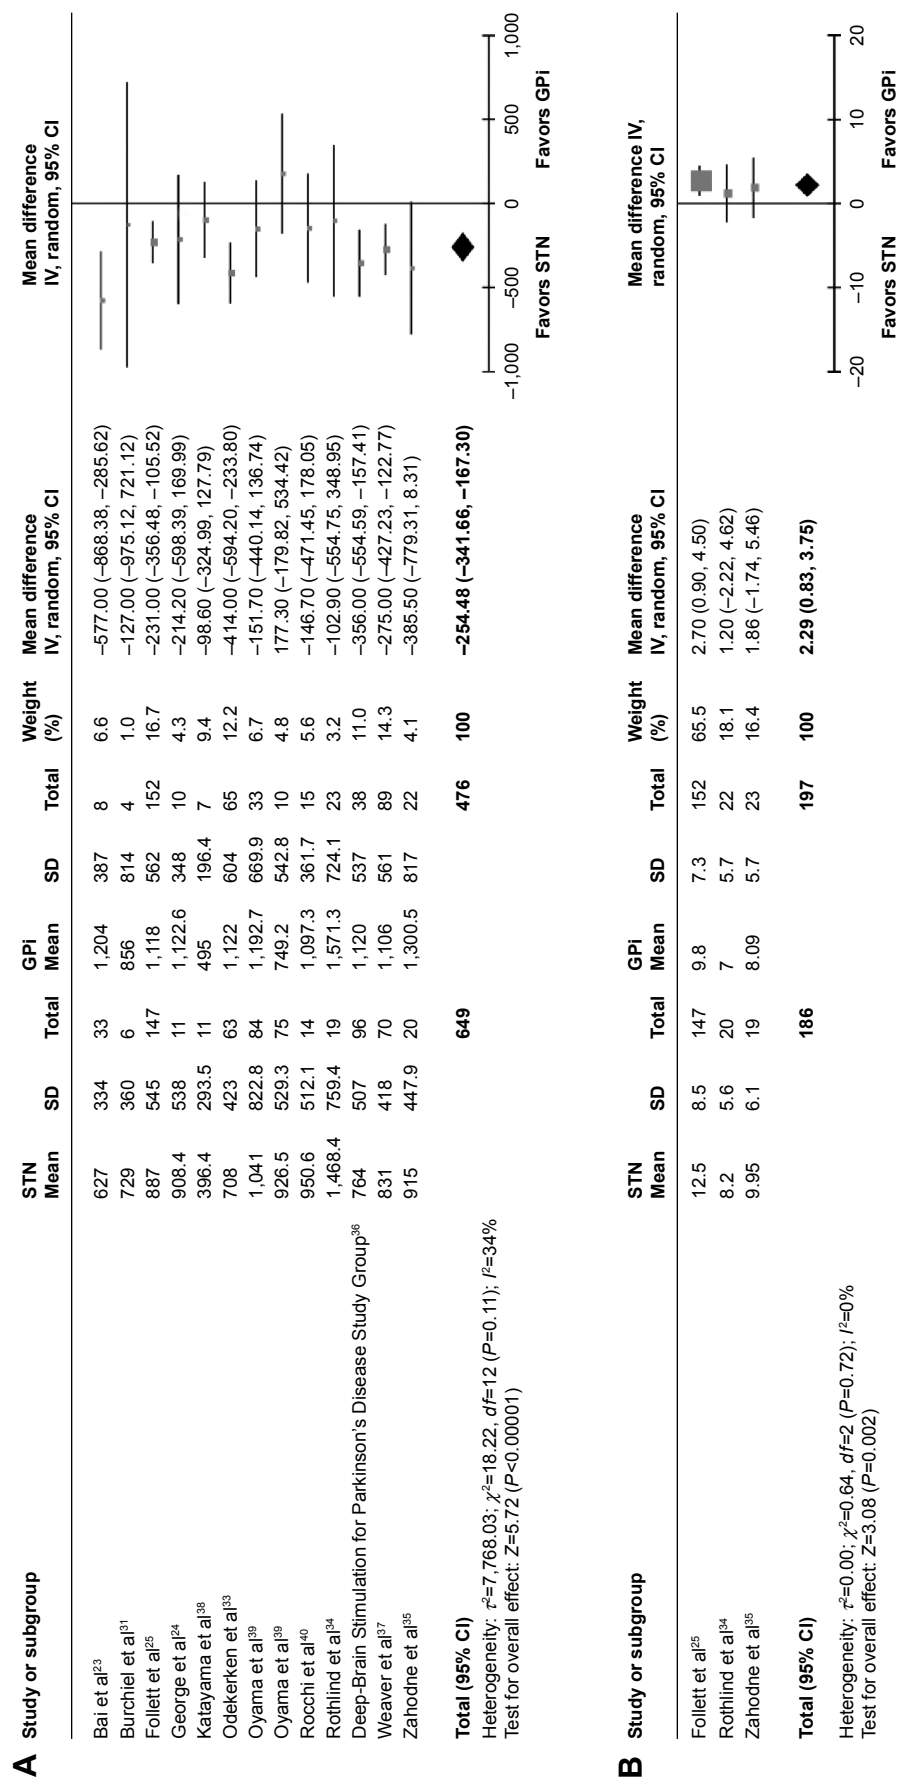 A
Study or subgroup STN Mean SD Total GPi Mean SD Total Weight (%) Mean difference IV, random, 95% CI Mean difference IV, random, 95% CI
Bai et al23 627 334 33 1,204 387 8 6.6 –577.00 (–868.38, –285.62)
Burchiel et al31 729 360 6 856 814 4 1.0 –127.00 (–975.12, 721.12)
Follett et al25 887 545 147 1,118 562 152 16.7 –231.00 (–356.48, –105.52)
George et al24 908.4 538 11 1,122.6 348 10 4.3 –214.20 (–598.39, 169.99)
Katayama et al38 396.4 293.5 11 495 196.4 7 9.4 –98.60 (–324.99, 127.79)
Odekerken et al33 708 423 63 1,122 604 65 12.2 –414.00 (–594.20, –233.80)
Oyama et al39 1,041 822.8 84 1,192.7 669.9 33 6.7 –151.70 (–440.14, 136.74)
Oyama et al39 926.5 529.3 75 749.2 542.8 10 4.8 177.30 (–179.82, 534.42)
Rocchi et al40 950.6 512.1 14 1,097.3 361.7 15 5.6 –146.70 (–471.45, 178.05)
Rothlind et al34 1,468.4 759.4 19 1,571.3 724.1 23 3.2 –102.90 (–554.75, 348.95)
Deep-Brain Stimulation for Parkinson's Disease Study Group36 764 507 96 1,120 537 38 11.0 –356.00 (–554.59, –157.41)
Weaver et al37 831 418 70 1,106 561 89 14.3 –275.00 (–427.23, –122.77)
Zahodne et al35 915 447.9 20 1,300.5 817 22 4.1 –385.50 (–779.31, 8.31)
Total (95% CI) 649 476 100 –254.48 (–341.66, –167.30)
Heterogeneity: τ2=7,768.03; χ2=18.22, df=12 (P=0.11); I2=34%
Test for overall effect: Z=5.72 (P<0.00001)
–1,000 –500 0 500 1,000
Favors STN Favors GPi
B
Study or subgroup STN Mean SD Total GPi Mean SD Total Weight (%) Mean difference IV, random, 95% CI Mean difference IV, random, 95% CI
Follett et al25 12.5 8.5 147 9.8 7.3 152 65.5 2.70 (0.90, 4.50)
Rothlind et al34 8.2 5.6 20 7 5.7 22 18.1 1.20 (–2.22, 4.62)
Zahodne et al35 9.95 6.1 19 8.09 5.7 23 16.4 1.86 (–1.74, 5.46)
Total (95% CI) 186 197 100 2.29 (0.83, 3.75)
Heterogeneity: τ2=0.00; χ2=0.64, df=2 (P=0.72); I2=0%
Test for overall effect: Z=3.08 (P=0.002)
–20 –10 0 10 20
Favors STN Favors GPi